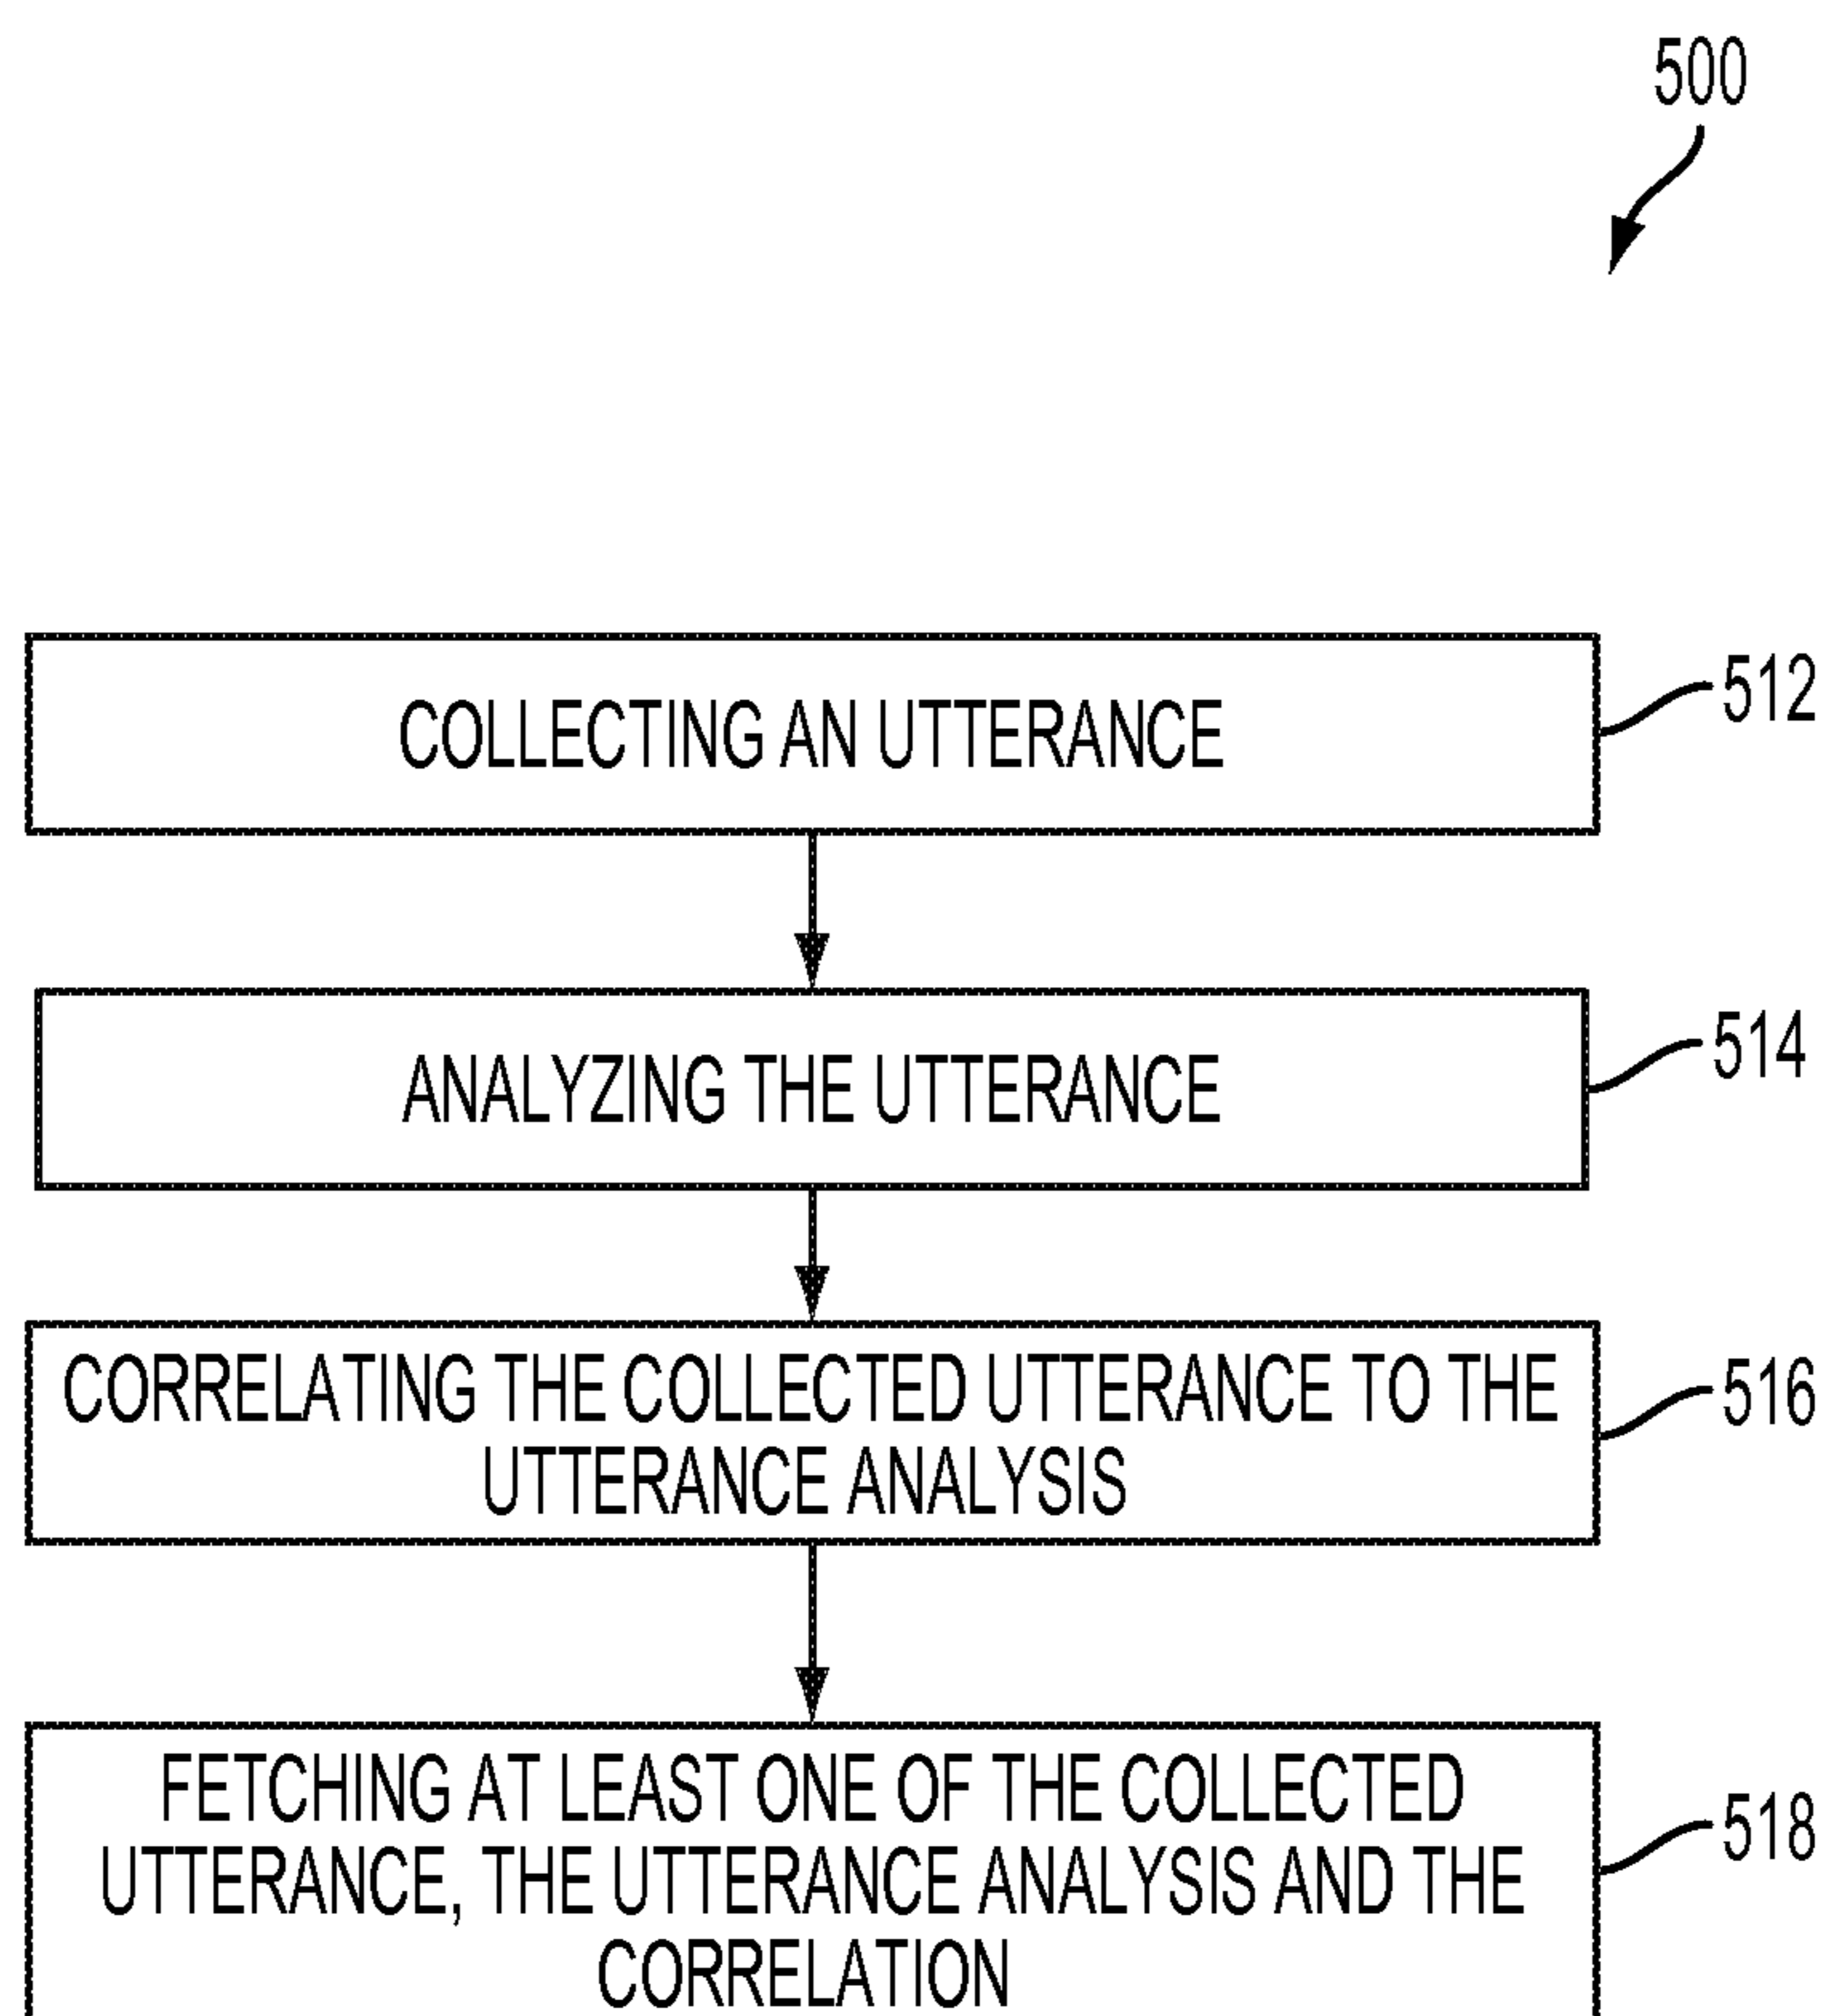 500
COLLECTING AN UTTERANCE
512
ANALYZING THE UTTERANCE
514
CORRELATING THE COLLECTED UTTERANCE TO THE
UTTERANCE ANALYSIS
516
FETCHING AT LEAST ONE OF THE COLLECTED
UTTERANCE, THE UTTERANCE ANALYSIS AND THE
CORRELATION
518